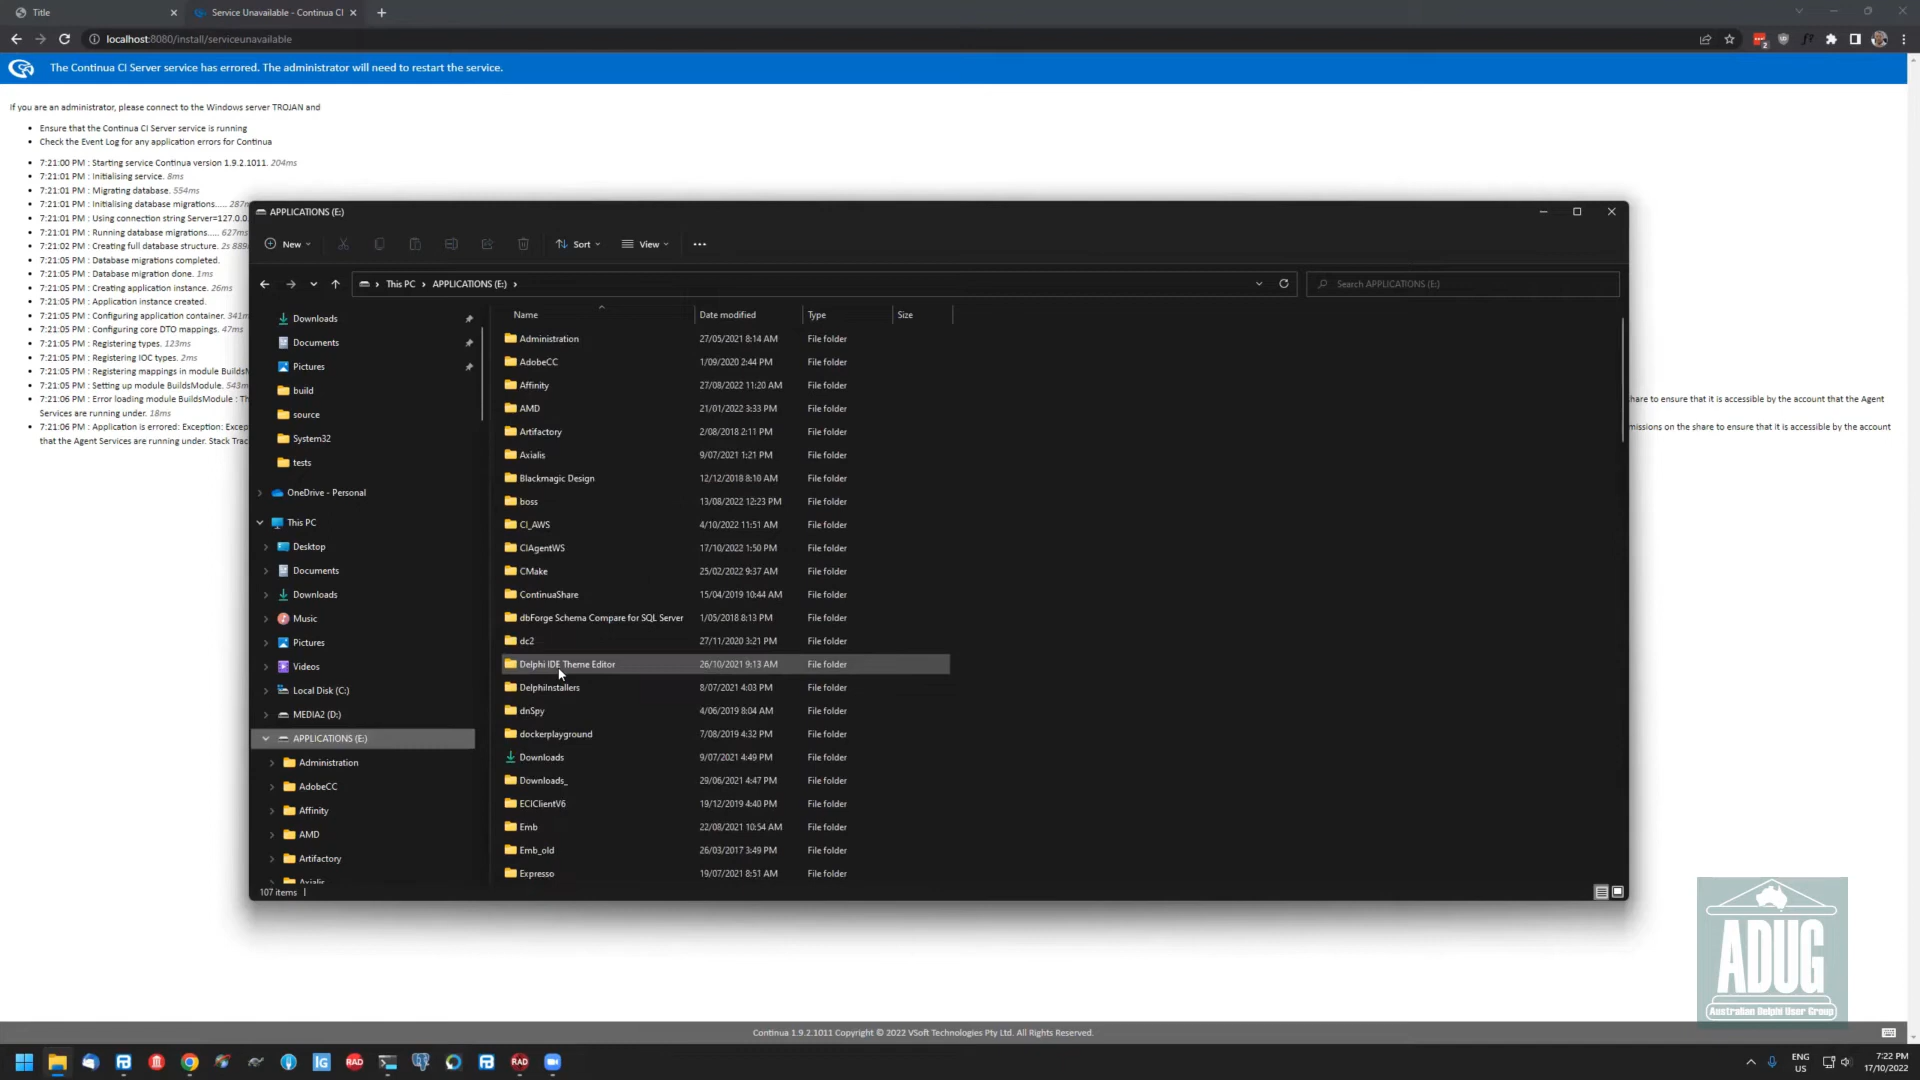 Title
Service Unavailable - Continua CI
localhost:8080/install/serviceunavailable
The Continua CI Server service has errored. The administrator will need to restart the service.
If you are an administrator, please connect to the Windows server TROJAN and
Ensure that the Continua CI Server service is running
Check the Event Log for any application errors for Continua
7:21:00 PM : Starting service Continua version 1.9.2.1011. 204ms
7:21:01 PM : Initialising service. 8ms
7:21:01 PM : Migrating database. 554ms
7:21:01 PM : Initialising database migrations..... 287m
7:21:01 PM : Using connection string Server=127.0.0.
7:21:01 PM : Running database migrations..... 627ms
7:21:02 PM : Creating full database structure. 2s 889
7:21:05 PM : Database migrations completed.
7:21:05 PM : Database migration done. 1ms
7:21:05 PM : Creating application instance. 26ms
7:21:05 PM : Application instance created.
7:21:05 PM : Configuring application container. 341m
7:21:05 PM : Configuring core DTO mappings. 47ms
7:21:05 PM : Registering types. 123ms
7:21:05 PM : Registering IOC types. 2ms
7:21:05 PM : Registering mappings in module BuildsM
7:21:05 PM : Setting up module BuildsModule. 543m
7:21:06 PM : Error loading module BuildsModule : Th
hare to ensure that it is accessible by the account that the Agent
Services are running under. 18ms
7:21:06 PM : Application is errored: Exception: Excep
missions on the share to ensure that it is accessible by the account
that the Agent Services are running under. Stack Trac
APPLICATIONS (E:)
New
Sort
View
This PC
APPLICATIONS (E:)
Search APPLICATIONS (E:)
Downloads
Documents
Pictures
build
source
System32
tests
OneDrive - Personal
This PC
Desktop
Documents
Downloads
Music
Pictures
Videos
Local Disk (C:)
MEDIA2 (D:)
APPLICATIONS (E:)
Administration
AdobeCC
Affinity
AMD
Artifactory
Axialis
Name Date modified Type Size
Administration 27/05/2021 8:14 AM File folder
AdobeCC 1/09/2020 2:44 PM File folder
Affinity 27/08/2022 11:20 AM File folder
AMD 21/01/2022 3:33 PM File folder
Artifactory 2/08/2018 2:11 PM File folder
Axialis 9/07/2021 1:21 PM File folder
Blackmagic Design 12/12/2018 8:10 AM File folder
boss 13/08/2022 12:23 PM File folder
CI_AWS 4/10/2022 11:51 AM File folder
CIAgentWS 17/10/2022 1:50 PM File folder
CMake 25/02/2022 9:37 AM File folder
ContinuaShare 15/04/2019 10:44 AM File folder
dbForge Schema Compare for SQL Server 1/05/2018 8:13 PM File folder
dc2 27/11/2020 3:21 PM File folder
Delphi IDE Theme Editor 26/10/2021 9:13 AM File folder
DelphiInstallers 8/07/2021 4:03 PM File folder
dnSpy 4/06/2019 8:04 AM File folder
dockerplayground 7/08/2019 4:32 PM File folder
Downloads 9/07/2021 4:49 PM File folder
Downloads_ 29/06/2021 4:47 PM File folder
ECIClientV6 19/12/2019 4:40 PM File folder
Emb 22/08/2021 10:54 AM File folder
Emb_old 26/03/2017 3:49 PM File folder
Expresso 19/07/2021 8:51 AM File folder
107 items
ADUG
Australian Delphi User Group
Continua 1.9.2.1011 Copyright © 2022 VSoft Technologies Pty Ltd. All Rights Reserved.
IG
RAD
RAD
ENG
US
7:22 PM
17/10/2022